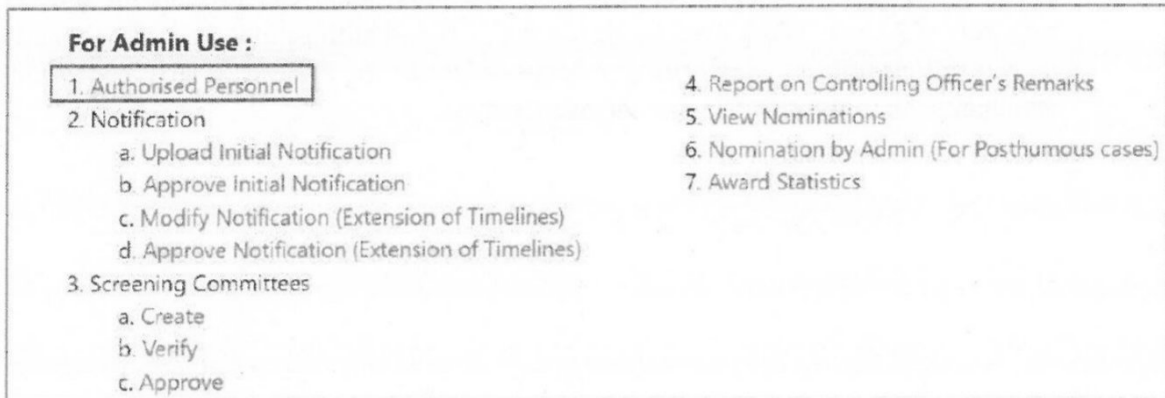 For Admin Use :
1. Authorised Personnel
2. Notification
a. Upload Initial Notification
b. Approve Initial Notification
c. Modify Notification (Extension of Timelines)
d. Approve Notification (Extension of Timelines)
3. Screening Committees
a. Create
b. Verify
c. Approve
4. Report on Controlling Officer's Remarks
5. View Nominations
6. Nomination by Admin (For Posthumous cases)
7. Award Statistics